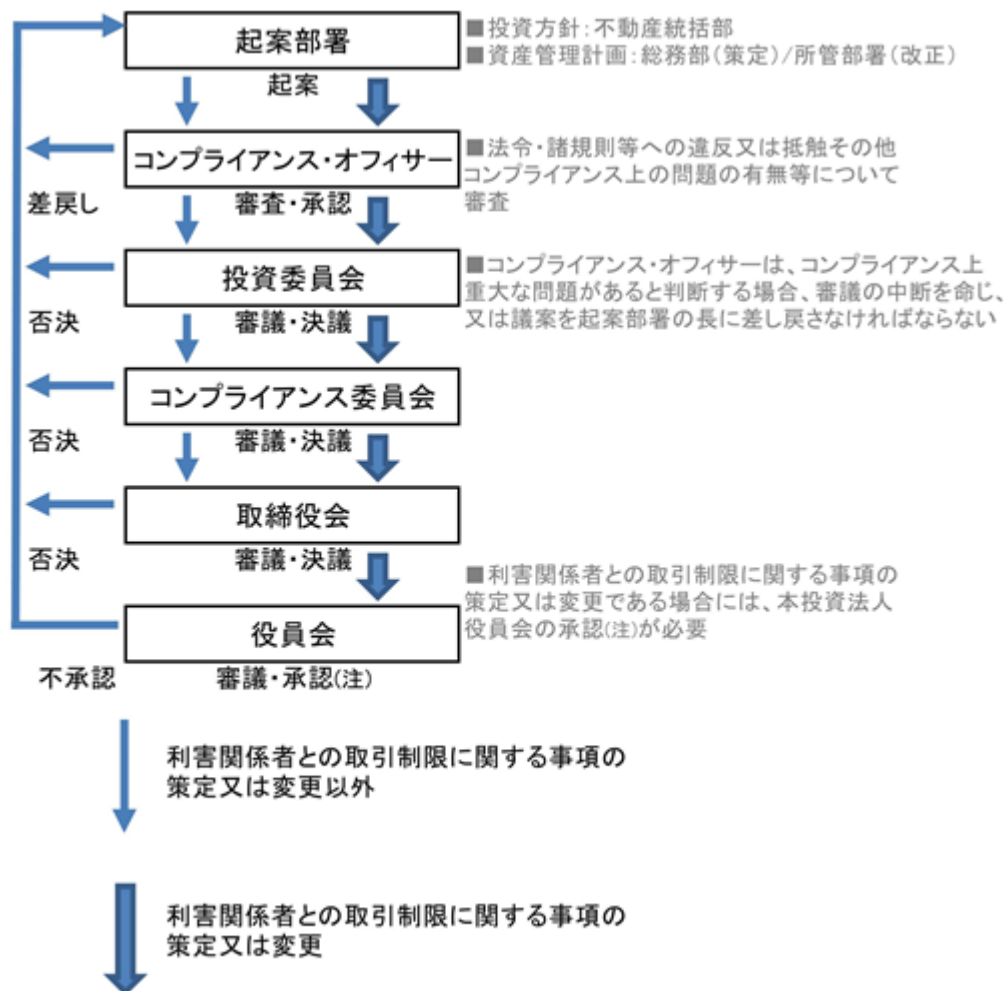 起案部署
■投資方針：不動産統括部
■資産管理計画：総務部（策定）/所管部署（改正）
起案
コンプライアンス・オフィサー
■法令・諸規則等への違反又は抵触その他
コンプライアンス上の問題の有無等について
審査
差戻し
審査・承認
投資委員会
■コンプライアンス・オフィサーは、コンプライアンス上
重大な問題があると判断する場合、審議の中断を命じ、
又は議案を起案部署の長に差し戻さなければならない
否決
審議・決議
コンプライアンス委員会
否決
審議・決議
取締役会
否決
審議・決議
■利害関係者との取引制限に関する事項の
策定又は変更である場合には、本投資法人
役員会の承認(注)が必要
役員会
不承認
審議・承認(注)
利害関係者との取引制限に関する事項の
策定又は変更以外
利害関係者との取引制限に関する事項の
策定又は変更